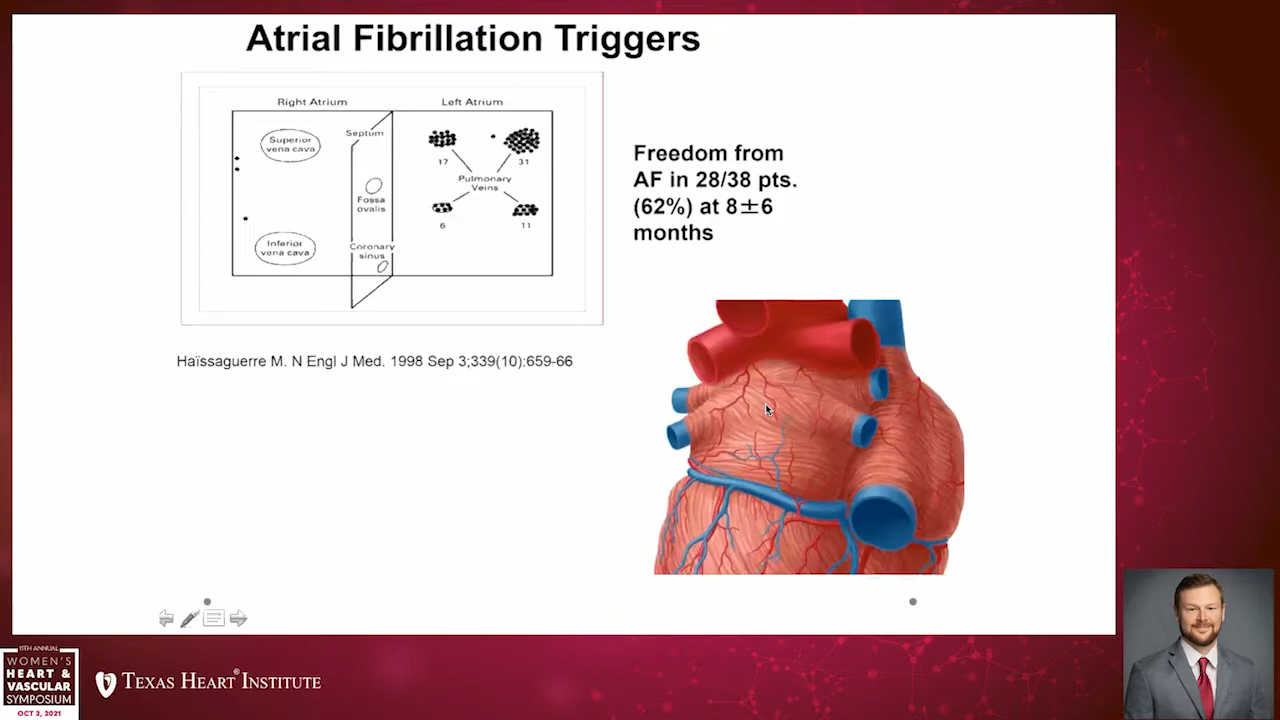 Atrial Fibrillation Triggers
Right Atrium
Left Atrium
Superior
vena cava
Septum
17
31
Pulmonary
Veins
Fossa
ovalis
6
11
Inferior
vena cava
Coronary
sinus
Freedom from
AF in 28/38 pts.
(62%) at 8±6
months
Haïssaguerre M. N Engl J Med. 1998 Sep 3;339(10):659-66
11TH ANNUAL
WOMEN'S
HEART &
VASCULAR
SYMPOSIUM
OCT 2, 2021
TEXAS HEART® INSTITUTE